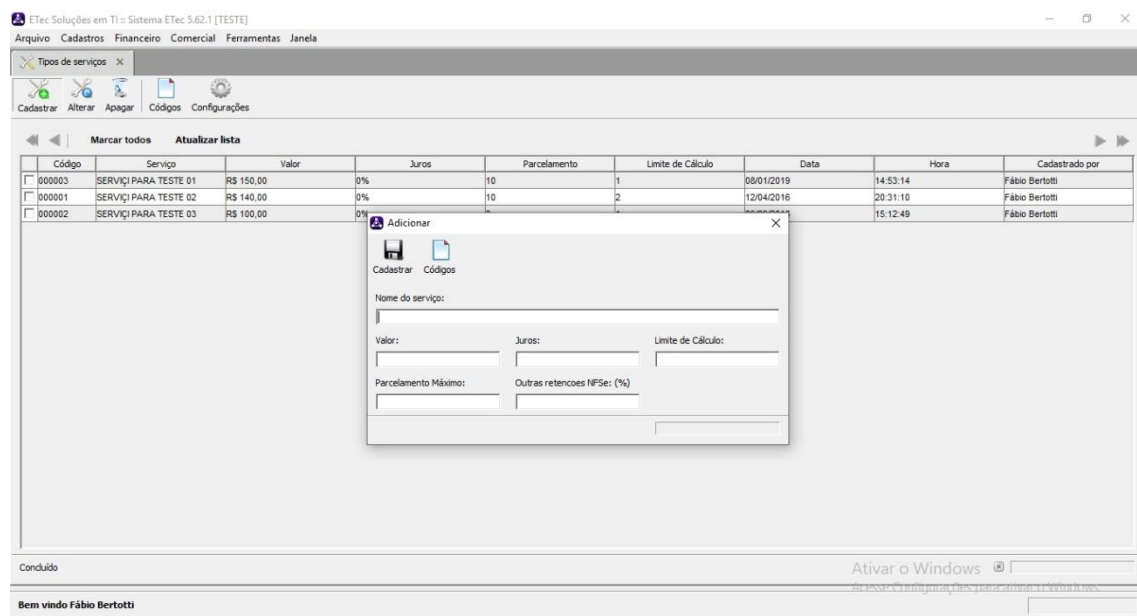 ETec Soluções em TI :: Sistema ETec 5.62.1 [TESTE]
Arquivo Cadastros Financeiro Comercial Ferramentas Janela
Tipos de serviços X
Cadastrar Alterar Apagar Códigos Configurações
Marcar todos Atualizar lista
Código Serviço Valor Juros Parcelamento Limite de Cálculo Data Hora Cadastrado por
000003 SERVIÇI PARA TESTE 01 R$ 150,00 0% 10 1 08/01/2019 14:53:14 Fábio Bertotti
000001 SERVIÇI PARA TESTE 02 R$ 140,00 0% 10 2 12/04/2016 20:31:10 Fábio Bertotti
000002 SERVIÇI PARA TESTE 03 R$ 100,00 0% 15:12:49 Fábio Bertotti
Adicionar
Cadastrar Códigos
Nome do serviço:
Valor: Juros: Limite de Cálculo:
Parcelamento Máximo: Outras retencoes NFSe: (%)
Concluído
Ativar o Windows
Acesse Configurações para ativar o Windows.
Bem vindo Fábio Bertotti